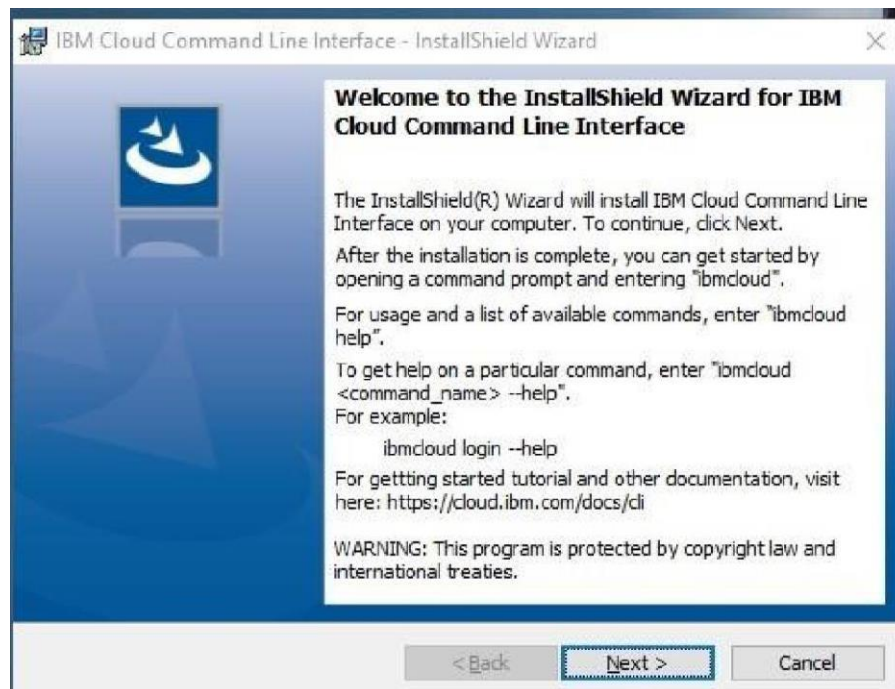 IBM Cloud Command Line Interface - InstallShield Wizard
Welcome to the InstallShield Wizard for IBM
Cloud Command Line Interface
The InstallShield(R) Wizard will install IBM Cloud Command Line
Interface on your computer. To continue, click Next.
After the installation is complete, you can get started by
opening a command prompt and entering "ibmcloud".
For usage and a list of available commands, enter "ibmcloud
help".
To get help on a particular command, enter "ibmcloud
<command_name> --help".
For example:
ibmcloud login --help
For gettting started tutorial and other documentation, visit
here: https://cloud.ibm.com/docs/cli
WARNING: This program is protected by copyright law and
international treaties.
< Back
Next >
Cancel